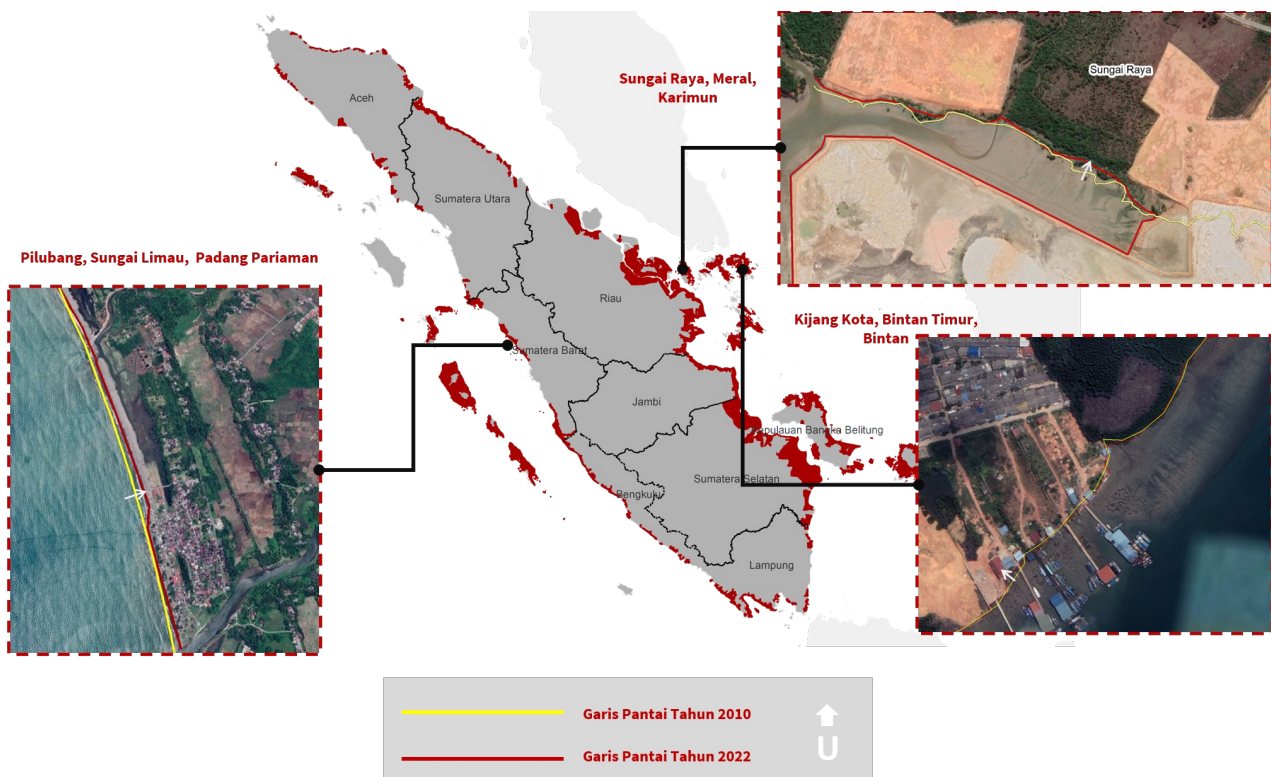 Sungai Raya, Meral,
Karimun
Sungai Raya
Aceh
Sumatera Utara
Pilubang, Sungai Limau, Padang Pariaman
Riau
Kijang Kota, Bintan Timur,
Bintan
Sumatera Barat
Jambi
Kepulauan Bangka Belitung
Sumatera Selatan
Bengkulu
Lampung
Garis Pantai Tahun 2010
Garis Pantai Tahun 2022
U